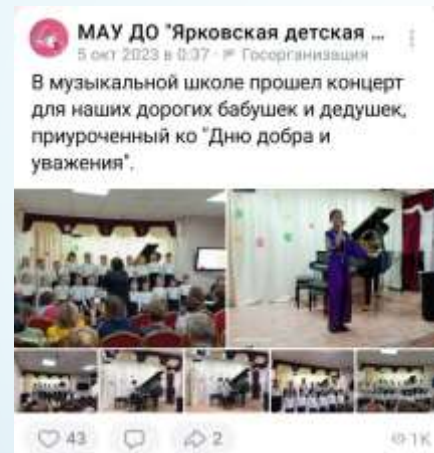 МАУ ДО "Ярковская детская ...
5 окт 2023 в 0:37 · Госорганизация
В музыкальной школе прошел концерт
для наших дорогих бабушек и дедушек,
приуроченный ко "Дню добра и
уважения".
43 2 1K